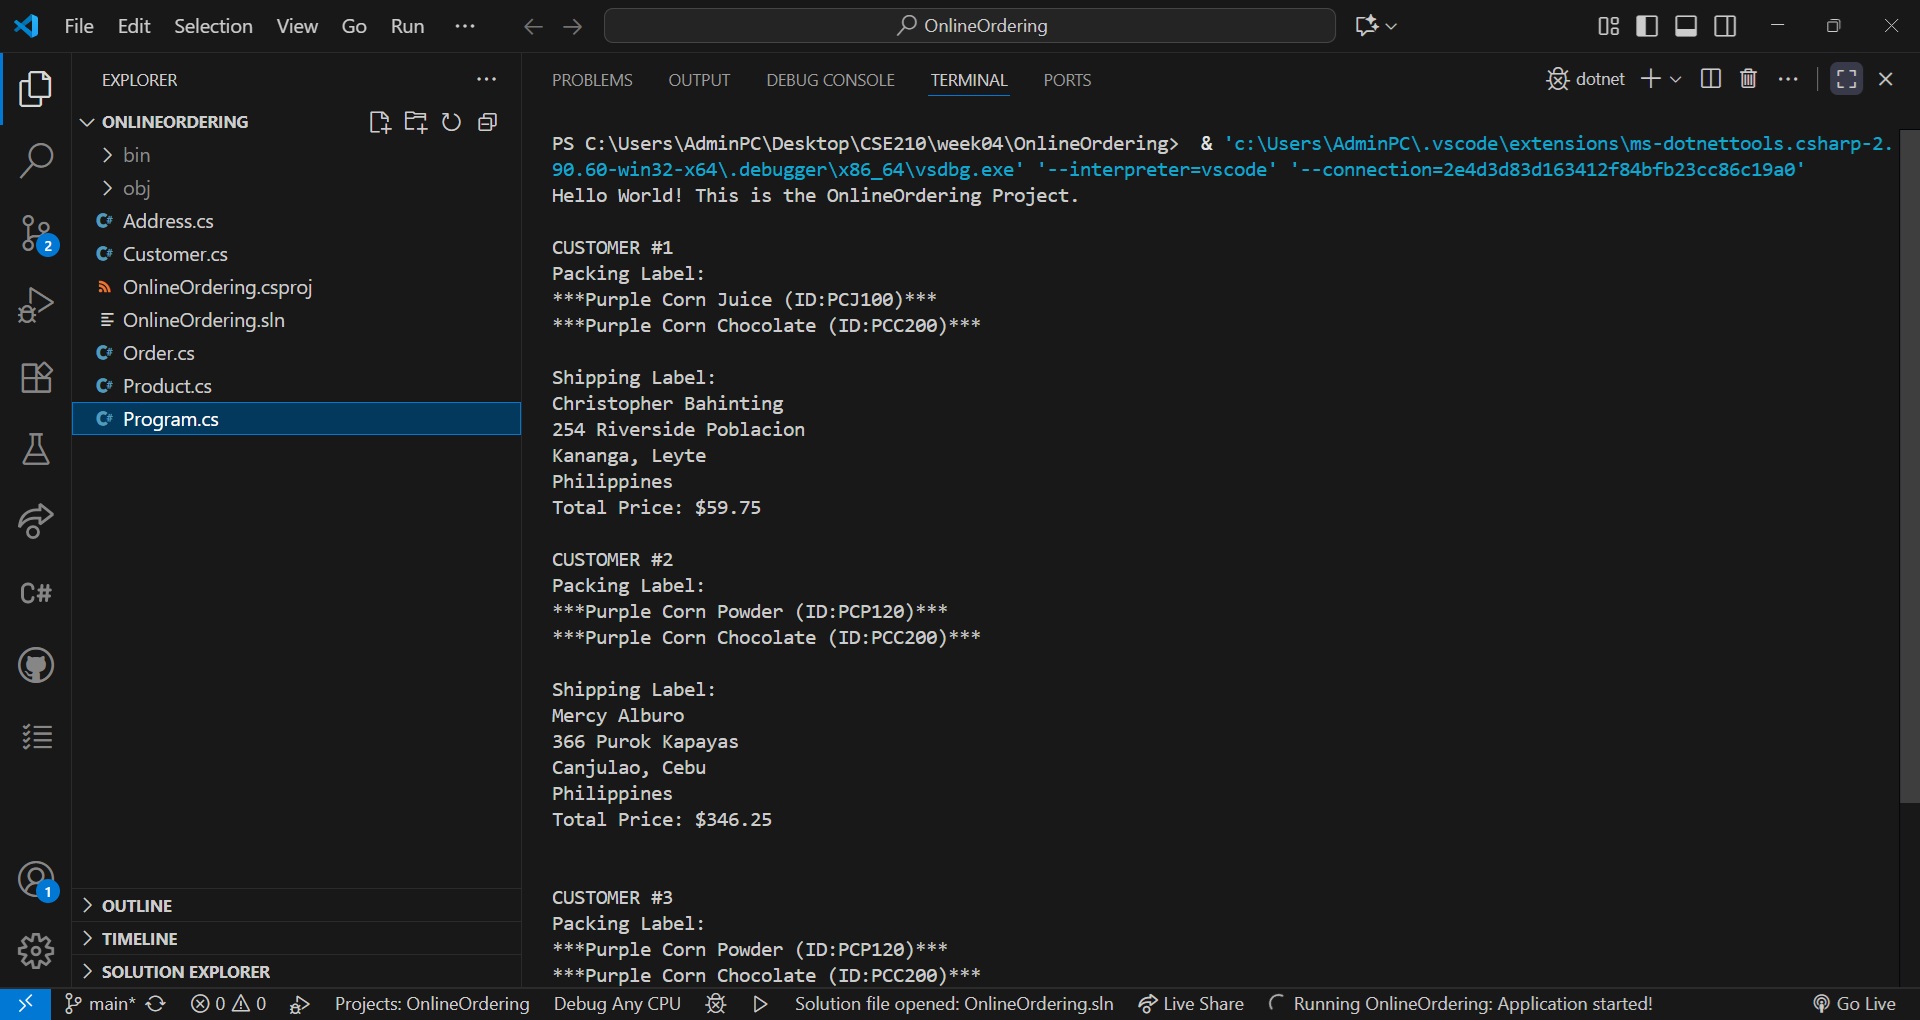 File Edit Selection View Go Run ···
OnlineOrdering
EXPLORER
ONLINEORDERING
bin
obj
Address.cs
Customer.cs
OnlineOrdering.csproj
OnlineOrdering.sln
Order.cs
Product.cs
Program.cs
OUTLINE
TIMELINE
SOLUTION EXPLORER
2
C#
1
PROBLEMS OUTPUT DEBUG CONSOLE TERMINAL PORTS
dotnet
PS C:\Users\AdminPC\Desktop\CSE210\week04\OnlineOrdering>  & 'c:\Users\AdminPC\.vscode\extensions\ms-dotnettools.csharp-2.
90.60-win32-x64\.debugger\x86_64\vsdbg.exe' '--interpreter=vscode' '--connection=2e4d3d83d163412f84bfb23cc86c19a0'
Hello World! This is the OnlineOrdering Project.
CUSTOMER #1
Packing Label:
***Purple Corn Juice (ID:PCJ100)***
***Purple Corn Chocolate (ID:PCC200)***
Shipping Label:
Christopher Bahinting
254 Riverside Poblacion
Kananga, Leyte
Philippines
Total Price: $59.75
CUSTOMER #2
Packing Label:
***Purple Corn Powder (ID:PCP120)***
***Purple Corn Chocolate (ID:PCC200)***
Shipping Label:
Mercy Alburo
366 Purok Kapayas
Canjulao, Cebu
Philippines
Total Price: $346.25
CUSTOMER #3
Packing Label:
***Purple Corn Powder (ID:PCP120)***
***Purple Corn Chocolate (ID:PCC200)***
main* 0 0 Projects: OnlineOrdering Debug Any CPU Solution file opened: OnlineOrdering.sln Live Share Running OnlineOrdering: Application started! Go Live